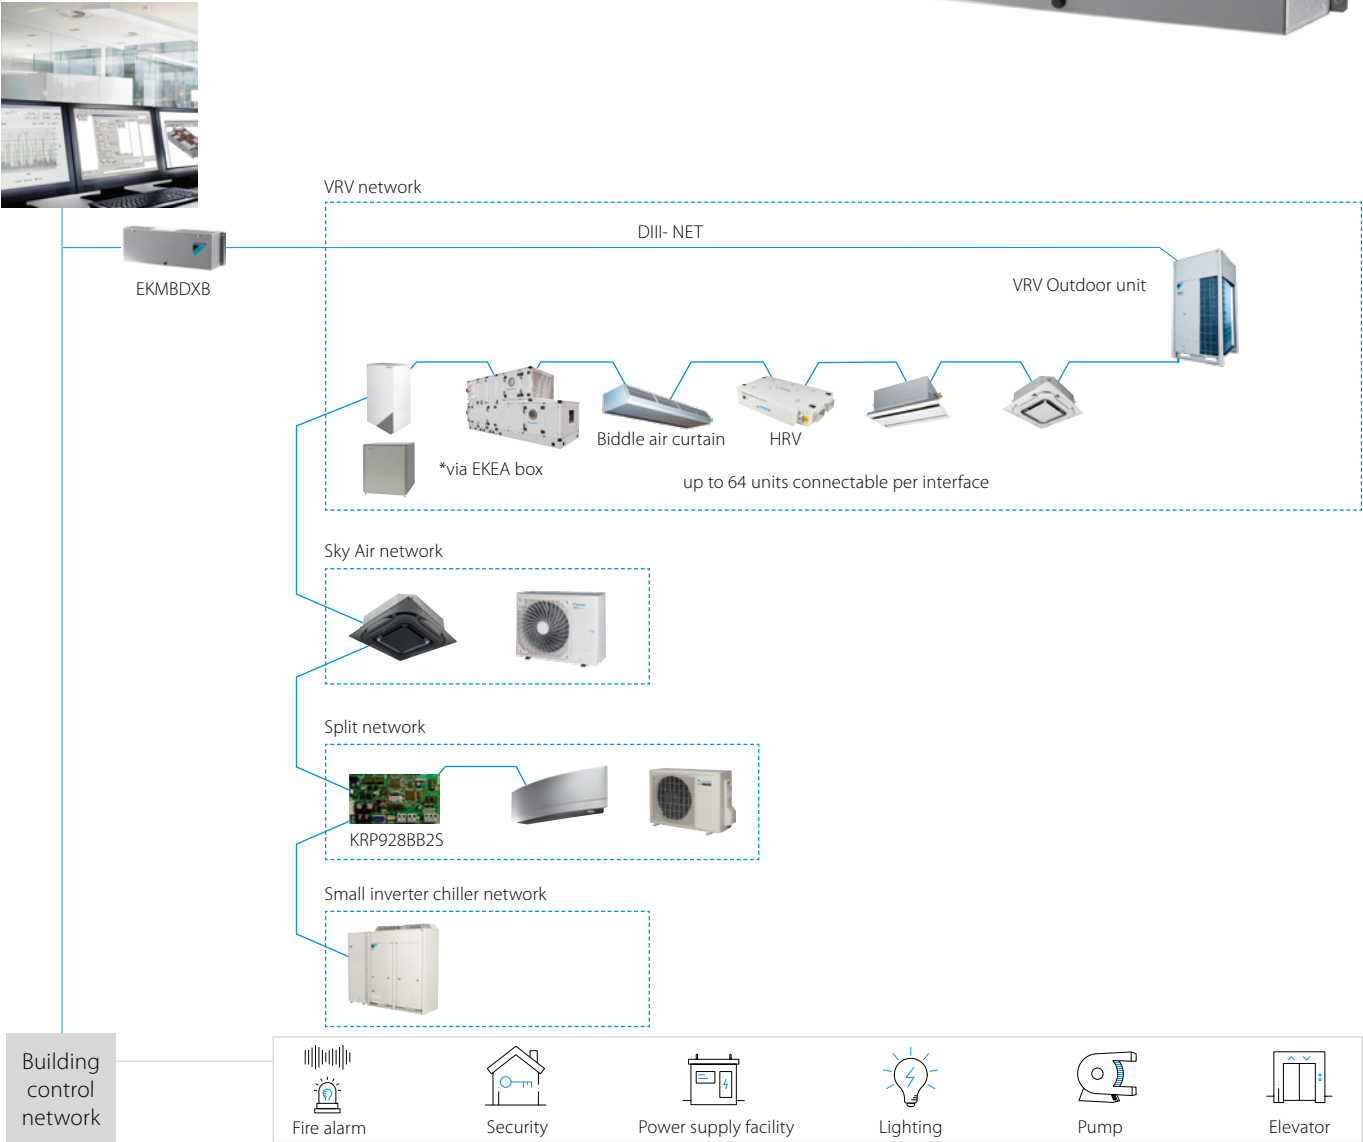 VRV network
DIII- NET
EKMBDXB
VRV Outdoor unit
Biddle air curtain
HRV
*via EKEA box
up to 64 units connectable per interface
Sky Air network
Split network
KRP928BB2S
Small inverter chiller network
Building
control
network
Fire alarm
Security
Power supply facility
Lighting
Pump
Elevator